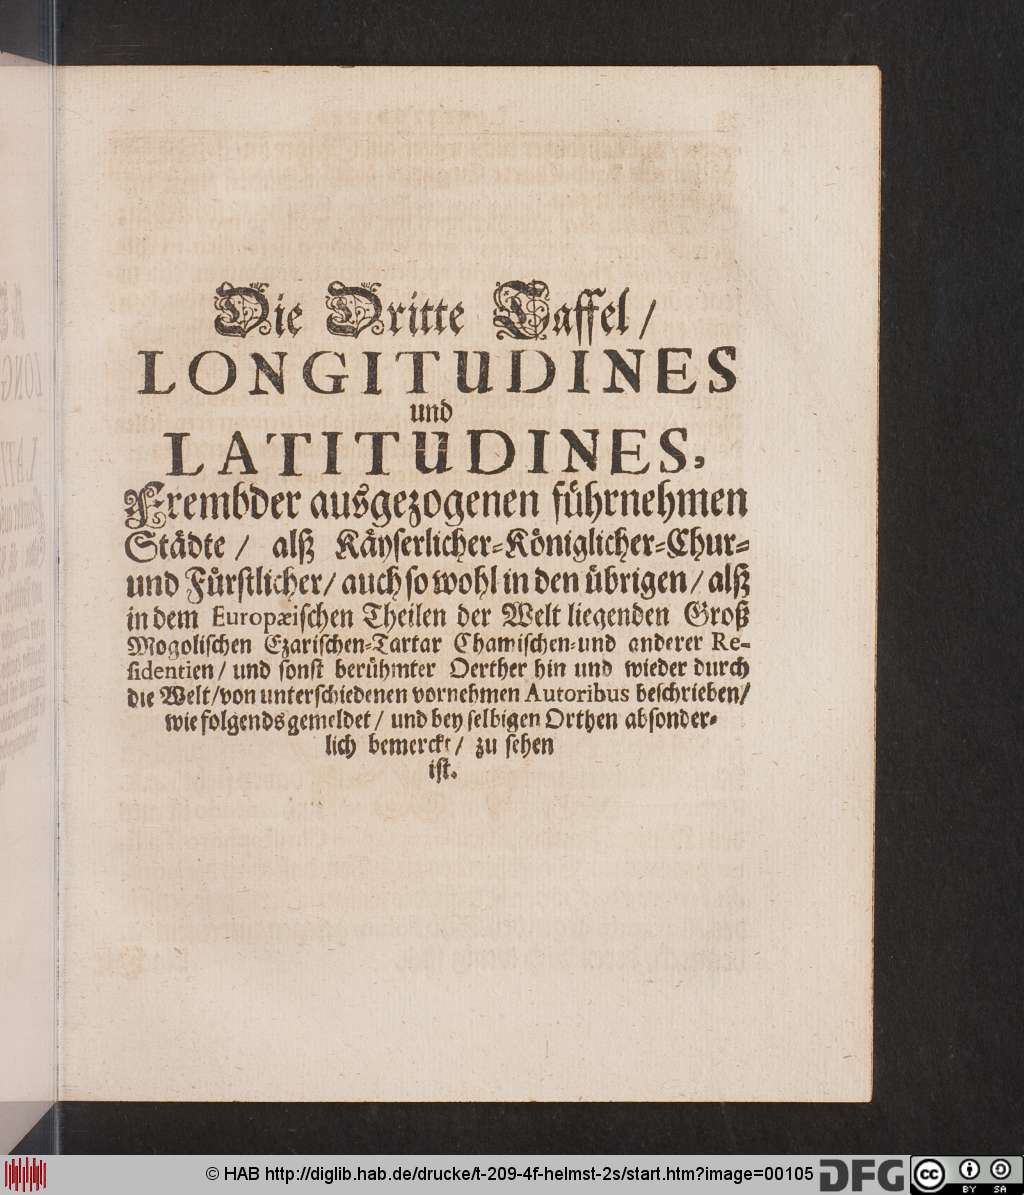 Die Dritte Taffel /
LONGITUDINES
und
LATITUDINES,
Frembder ausgezogenen führnehmen
Städte / alß Käyserlicher-Königlicher-Chur-
und Fürstlicher / auch so wohl in den übrigen / alß
in dem Europæischen Theilen der Welt liegenden Groß
Mogolischen Czarischen-Tartar Chamischen-und anderer Re-
sidentien / und sonst berühmter Oerther hin und wieder durch
die Welt / von unterschiedenen vornehmen Autoribus beschrieben /
wie folgends gemeldet / und bey selbigen Orthen absonder-
lich bemerckt / zu sehen
ist.
© HAB http://diglib.hab.de/drucke/t-209-4f-helmst-2s/start.htm?image=00105 DFG cc BY SA